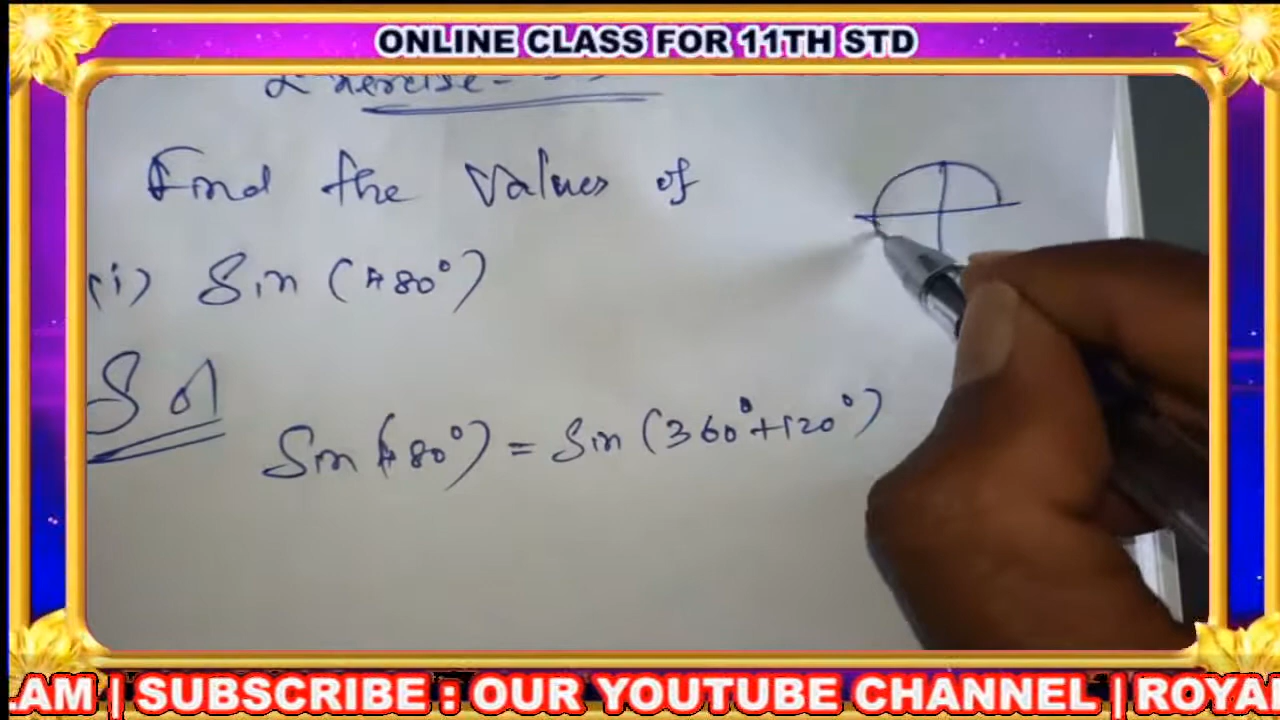 ONLINE CLASS FOR 11TH STD
Exercise-
Find the values of
(i) Sin (480°)
Sol
Sin (480°) = Sin (360°+120°)
AM | SUBSCRIBE : OUR YOUTUBE CHANNEL | ROYA